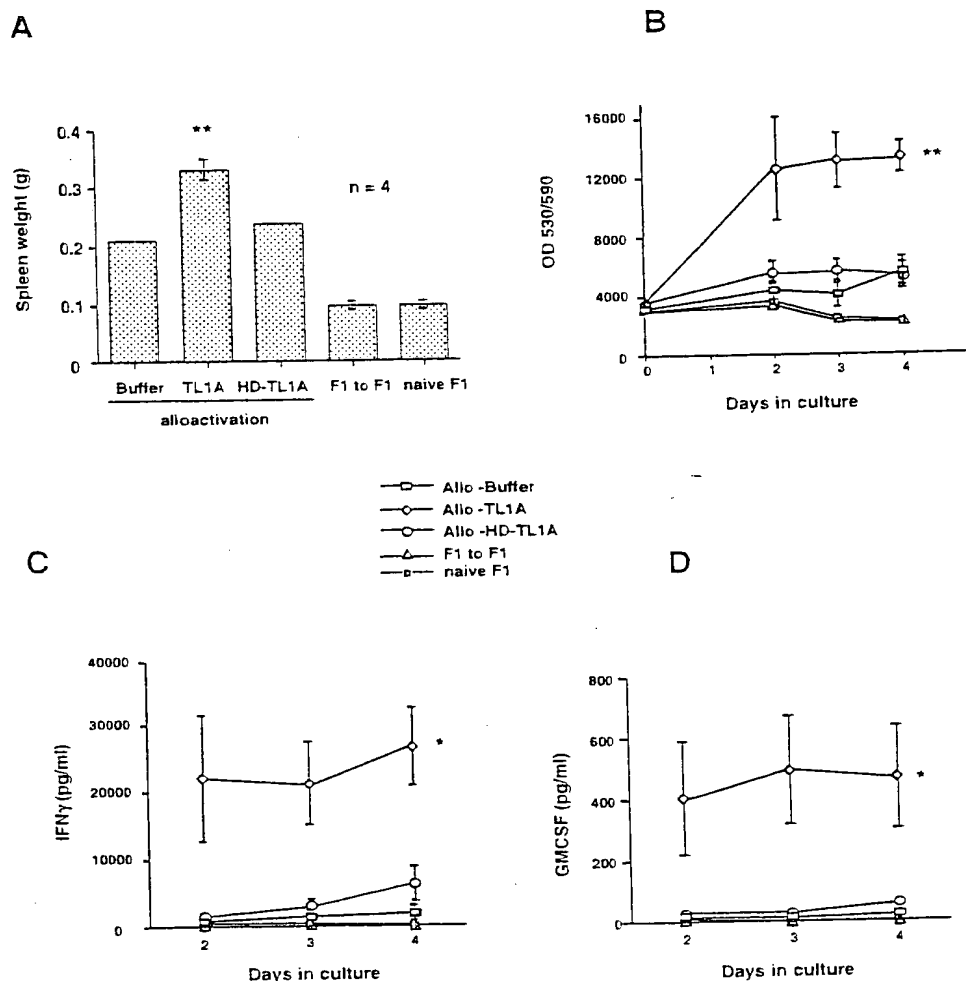 A
Spleen weight (g)
0.4
0.3
0.2
0.1
0
**
n = 4
Buffer TL1A HD-TL1A F1 to F1 naive F1
alloactivation
B
OD 530/590
16000
12000
8000
4000
0
**
0 1 2 3 4
Days in culture
Allo -Buffer
Allo -TL1A
Allo -HD-TL1A
F1 to F1
naive F1
C
IFNγ (pg/ml)
40000
30000
20000
10000
0
*
2 3 4
Days in culture
D
GMCSF (pg/ml)
800
600
400
200
0
*
2 3 4
Days in culture